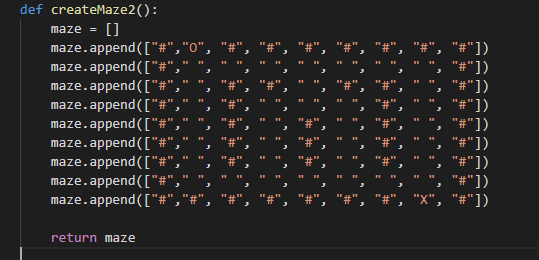 def createMaze2():
    maze = []
    maze.append(["#","O", "#", "#", "#", "#", "#", "#", "#"])
    maze.append(["#"," ", " ", " ", " ", " ", " ", " ", "#"])
    maze.append(["#"," ", "#", "#", " ", "#", "#", " ", "#"])
    maze.append(["#"," ", "#", " ", " ", " ", "#", " ", "#"])
    maze.append(["#"," ", "#", " ", "#", " ", "#", " ", "#"])
    maze.append(["#"," ", "#", " ", "#", " ", "#", " ", "#"])
    maze.append(["#"," ", "#", " ", "#", " ", "#", " ", "#"])
    maze.append(["#"," ", " ", " ", " ", " ", " ", " ", "#"])
    maze.append(["#","#", "#", "#", "#", "#", "#", "X", "#"])
    return maze